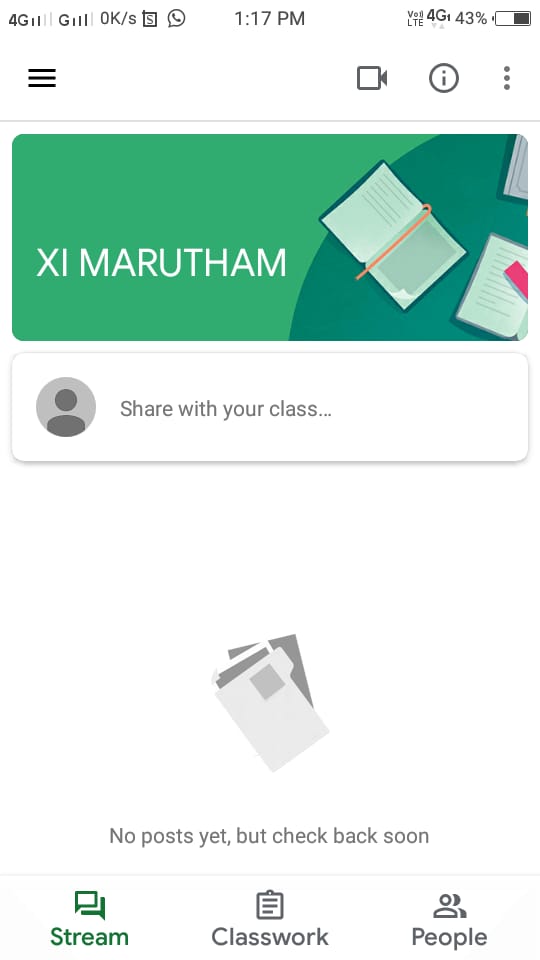 4G G 0K/s S 1:17 PM VoI LTE 4G 43%
XI MARUTHAM
Share with your class...
No posts yet, but check back soon
Stream Classwork People